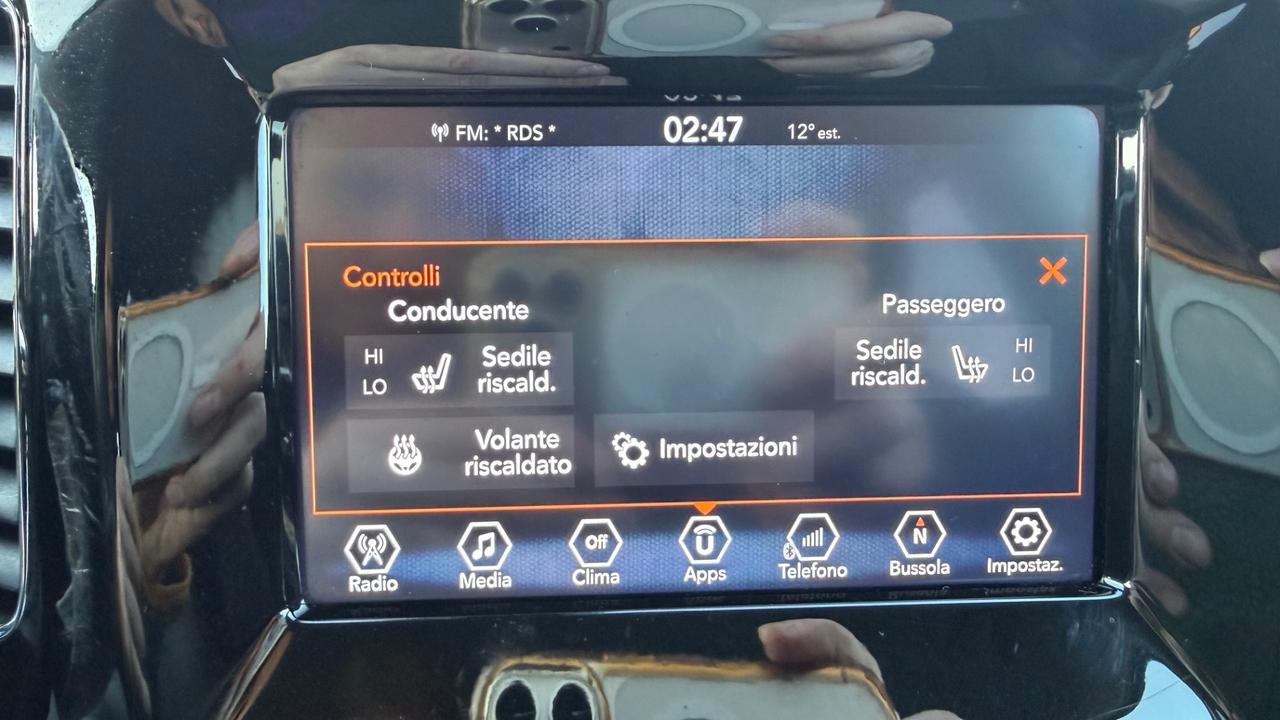 FM: * RDS *
02:47
12° est.
Controlli
Conducente
Passeggero
HI
LO
Sedile
riscald.
Sedile
riscald.
HI
LO
Volante
riscaldato
Impostazioni
Off
U
N
Radio
Media
Clima
Apps
Telefono
Bussola
Impostaz.